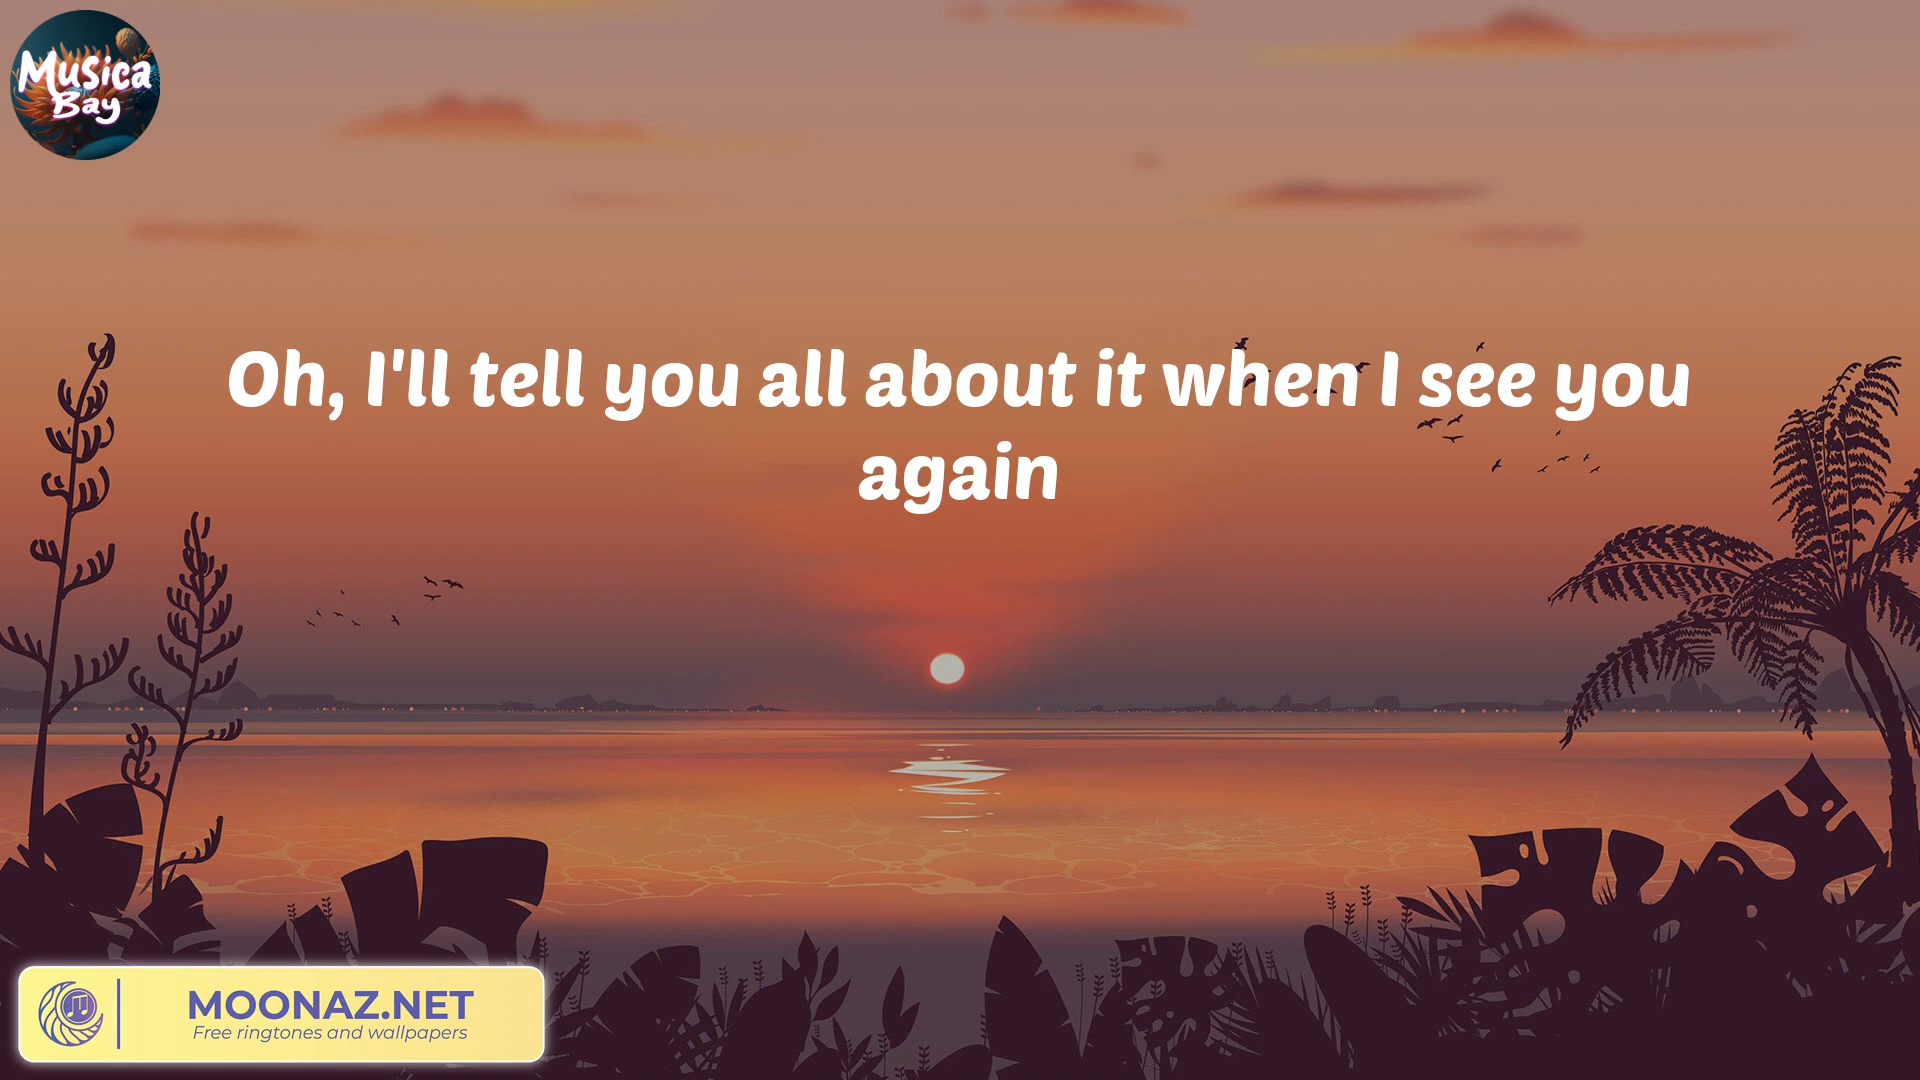 Musica
Bay
Oh, I'll tell you all about it when I see you
again
MOONAZ.NET
Free ringtones and wallpapers